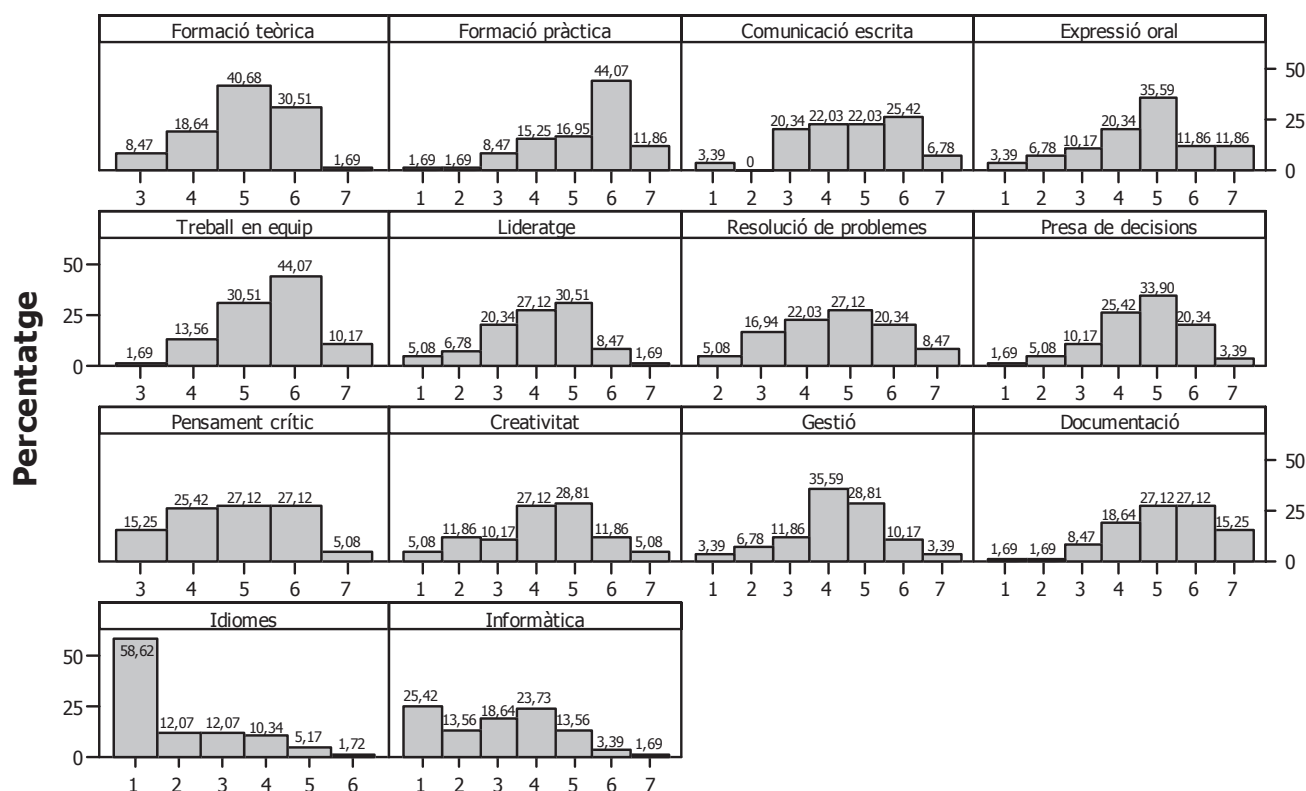 Formació teòrica Formació pràctica Comunicació escrita Expressió oral
8,47 18,64 40,68 30,51 1,69
1,69 1,69 8,47 15,25 16,95 44,07 11,86
3,39 0 20,34 22,03 22,03 25,42 6,78
3,39 6,78 10,17 20,34 35,59 11,86 11,86
50
25
0
3 4 5 6 7
1 2 3 4 5 6 7
1 2 3 4 5 6 7
1 2 3 4 5 6 7
Percentatge
Treball en equip Lideratge Resolució de problemes Presa de decisions
50
25
0
1,69 13,56 30,51 44,07 10,17
5,08 6,78 20,34 27,12 30,51 8,47 1,69
5,08 16,94 22,03 27,12 20,34 8,47
1,69 5,08 10,17 25,42 33,90 20,34 3,39
3 4 5 6 7
1 2 3 4 5 6 7
2 3 4 5 6 7
1 2 3 4 5 6 7
Pensament crític Creativitat Gestió Documentació
15,25 25,42 27,12 27,12 5,08
5,08 11,86 10,17 27,12 28,81 11,86 5,08
3,39 6,78 11,86 35,59 28,81 10,17 3,39
1,69 1,69 8,47 18,64 27,12 27,12 15,25
50
25
0
3 4 5 6 7
1 2 3 4 5 6 7
1 2 3 4 5 6 7
1 2 3 4 5 6 7
Idiomes Informàtica
50
25
0
58,62 12,07 12,07 10,34 5,17 1,72
25,42 13,56 18,64 23,73 13,56 3,39 1,69
1 2 3 4 5 6
1 2 3 4 5 6 7